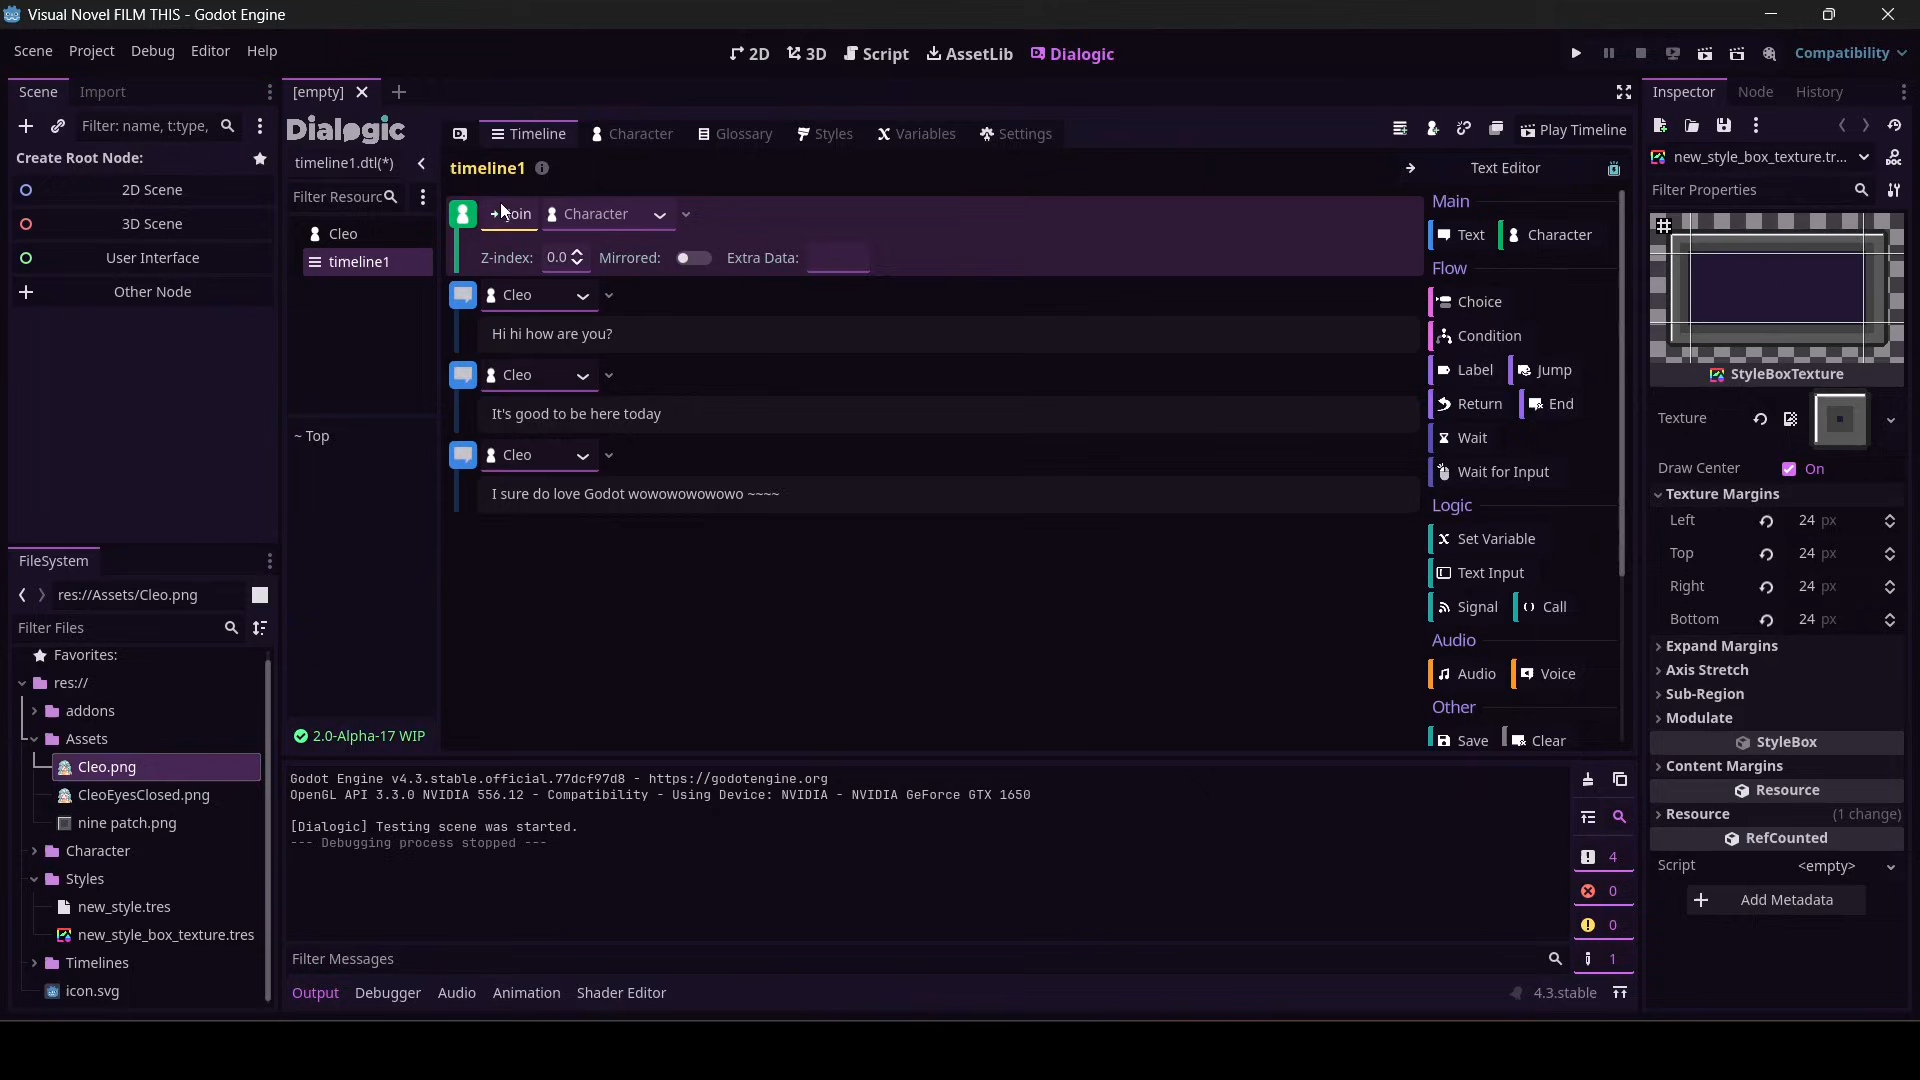 Visual Novel FILM THIS - Godot Engine
Scene Project Debug Editor Help
2D 3D Script AssetLib Dialogic
Compatibility
Scene Import
Filter: name, t:type,
Create Root Node:
2D Scene
3D Scene
User Interface
Other Node
FileSystem
res://Assets/Cleo.png
Filter Files
Favorites:
res://
addons
Assets
Cleo.png
CleoEyesClosed.png
nine patch.png
Character
Styles
new_style.tres
new_style_box_texture.tres
Timelines
icon.svg
[empty]
Dialogic
Timeline Character Glossary Styles Variables Settings
Play Timeline
timeline1.dtl(*)
Filter Resourc
Cleo
timeline1
~ Top
2.0-Alpha-17 WIP
timeline1
Text Editor
Character
Z-index: 0.0 Mirrored: Extra Data:
Cleo
Hi hi how are you?
Cleo
It's good to be here today
Cleo
I sure do love Godot wowowowowowo ~~~~
Main
Text Character
Flow
Choice
Condition
Label Jump
Return End
Wait
Wait for Input
Logic
Set Variable
Text Input
Signal Call
Audio
Audio Voice
Other
Save Clear
Godot Engine v4.3.stable.official.77dcf97d8 - https://godotengine.org
OpenGL API 3.3.0 NVIDIA 556.12 - Compatibility - Using Device: NVIDIA - NVIDIA GeForce GTX 1650
[Dialogic] Testing scene was started.
--- Debugging process stopped ---
4
0
0
1
Filter Messages
Output Debugger Audio Animation Shader Editor
4.3.stable
Inspector Node History
new_style_box_texture.tr...
Filter Properties
StyleBoxTexture
Texture
Draw Center On
Texture Margins
Left 24 px
Top 24 px
Right 24 px
Bottom 24 px
Expand Margins
Axis Stretch
Sub-Region
Modulate
StyleBox
Content Margins
Resource
Resource (1 change)
RefCounted
Script <empty>
Add Metadata